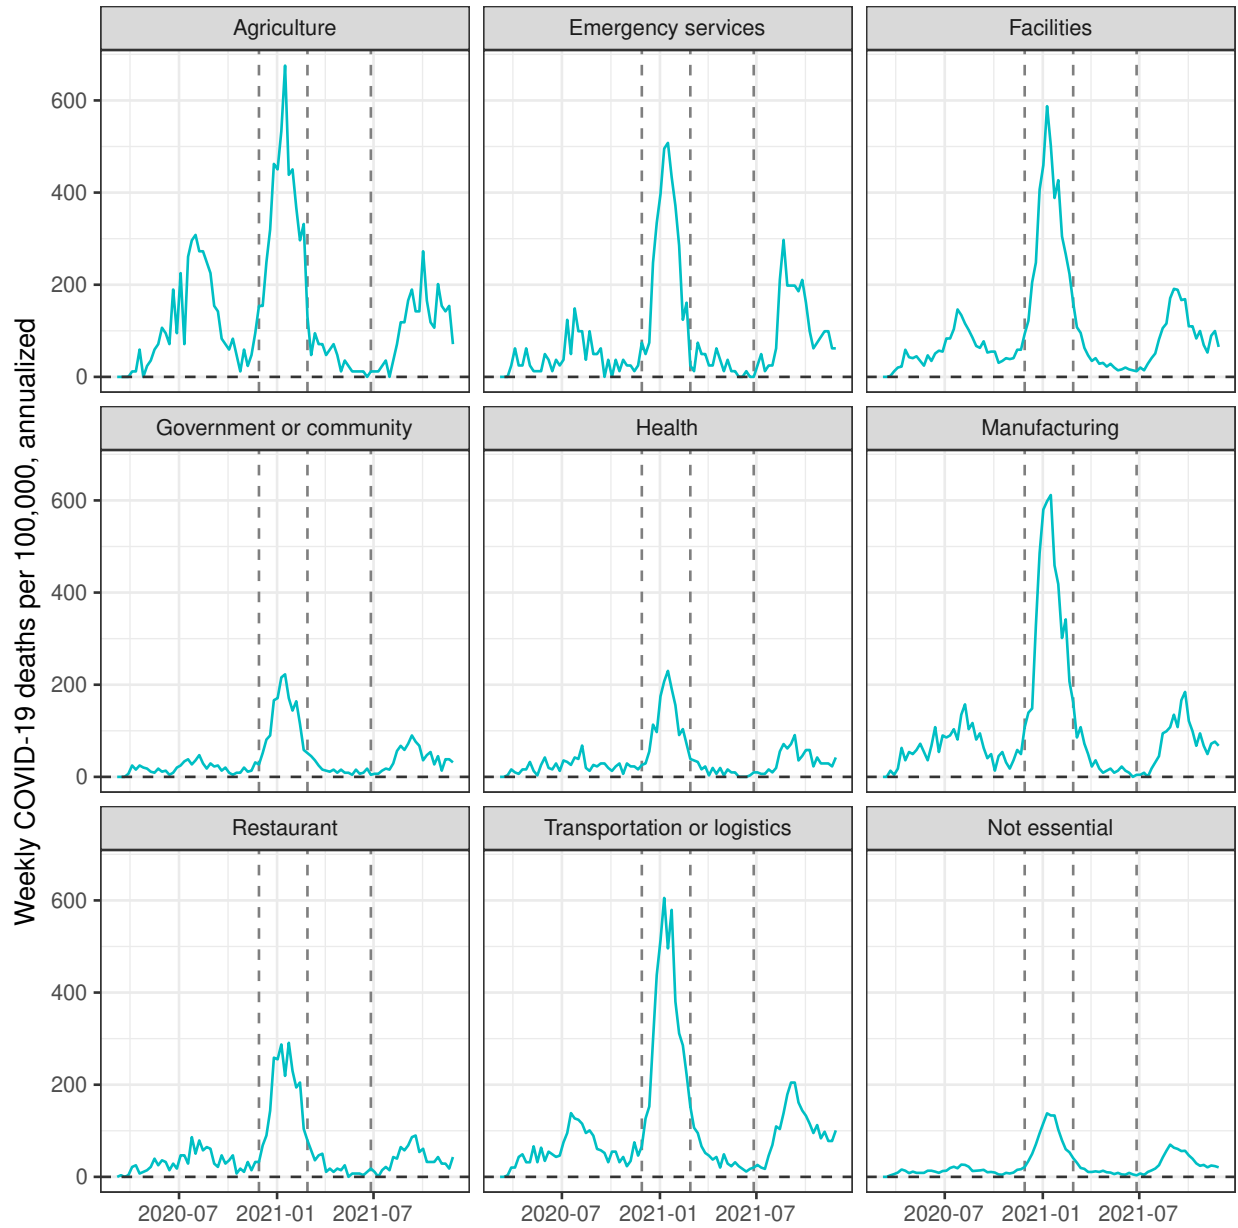 Agriculture
Emergency services
Facilities
600
400
200
0
Government or community
Health
Manufacturing
600
400
200
0
Restaurant
Transportation or logistics
Not essential
600
400
200
0
2020-07 2021-01 2021-07
2020-07 2021-01 2021-07
2020-07 2021-01 2021-07
Weekly COVID-19 deaths per 100,000, annualized